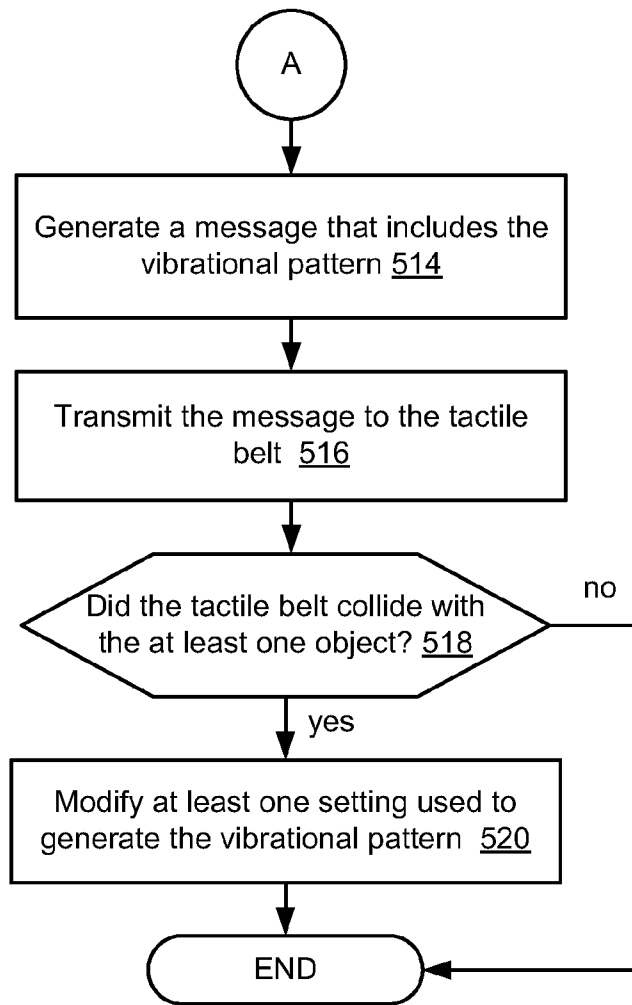 A
Generate a message that includes the
vibrational pattern 514
Transmit the message to the tactile
belt 516
Did the tactile belt collide with
the at least one object? 518
no
yes
Modify at least one setting used to
generate the vibrational pattern 520
END